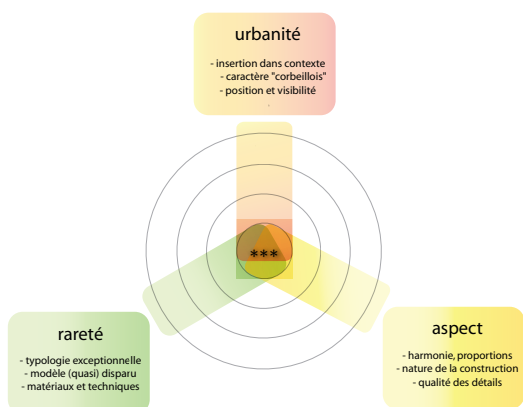 urbanité
- insertion dans contexte
- caractère "corbeillois"
- position et visibilité
-
***
rareté
- typologie exceptionnelle
- modèle (quasi) disparu
- matériaux et techniques
aspect
- harmonie, proportions
- nature de la construction
- qualité des détails